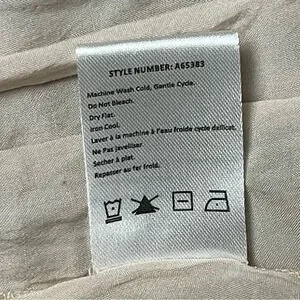 STYLE NUMBER: A65383
Machine Wash Cold, Gentle Cycle.
Do Not Bleach.
Dry Flat.
Iron Cool.
Laver à la machine à l'eau froide cycle délicat.
Ne Pas Javelliser
Sécher à plat.
Repasser au fer froid.